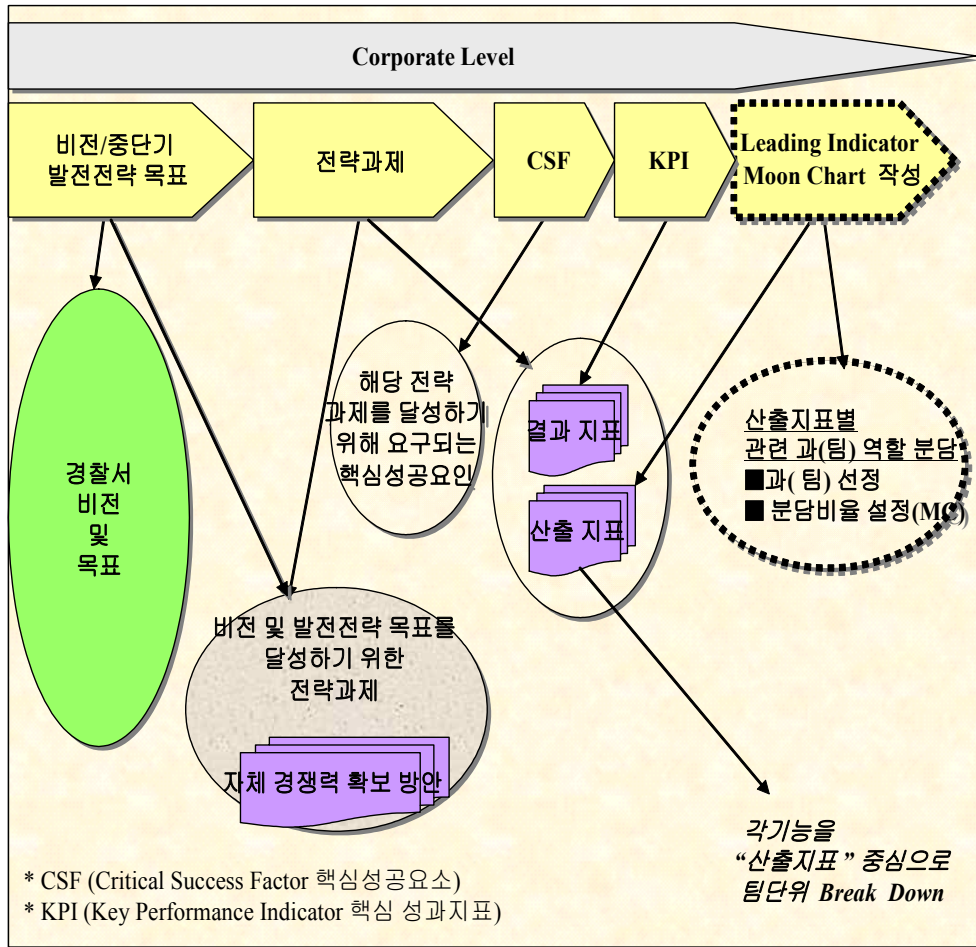 Corporate Level
비전/중단기
발전전략 목표
전략과제
CSF
KPI
Leading Indicator
Moon Chart 작성
해당 전략
과제를 달성하기
위해 요구되는
핵심성공요인
결과 지표
산출 지표
산출지표별
관련 과(팀) 역할 분담
■과( 팀) 선정
■ 분담비율 설정(MC)
경찰서
비전
및
목표
비전 및 발전전략 목표를
달성하기 위한
전략과제
자체 경쟁력 확보 방안
각기능을
“산출지표 ” 중심으로
팀단위 Break Down
* CSF (Critical Success Factor 핵심성공요소)
* KPI (Key Performance Indicator 핵심 성과지표)